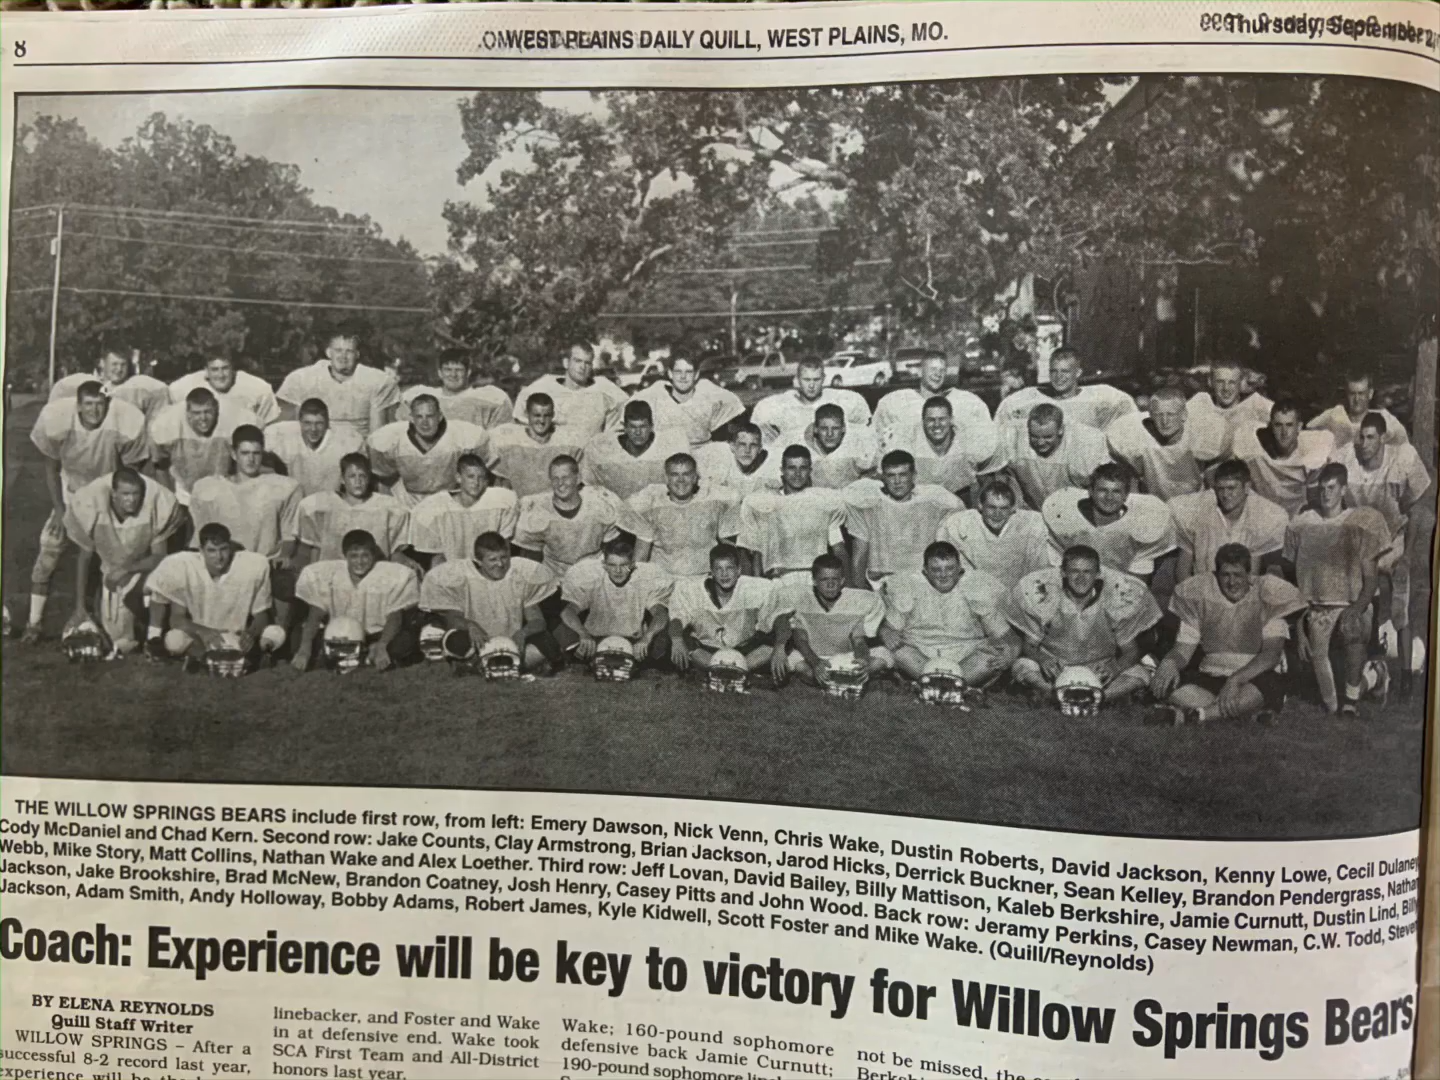 8
WEST PLAINS DAILY QUILL, WEST PLAINS, MO.
Thursday, September 2,
THE WILLOW SPRINGS BEARS include first row, from left: Emery Dawson, Nick Venn, Chris Wake, Dustin Roberts, David Jackson, Kenny Lowe, Cecil Dulaney
Cody McDaniel and Chad Kern. Second row: Jake Counts, Clay Armstrong, Brian Jackson, Jarod Hicks, Derrick Buckner, Sean Kelley, Brandon Pendergrass, Nathan
Webb, Mike Story, Matt Collins, Nathan Wake and Alex Loether. Third row: Jeff Lovan, David Bailey, Billy Mattison, Kaleb Berkshire, Jamie Curnutt, Dustin Lind, Billy
Jackson, Jake Brookshire, Brad McNew, Brandon Coatney, Josh Henry, Casey Pitts and John Wood. Back row: Jeramy Perkins, Casey Newman, C.W. Todd, Steve
Jackson, Adam Smith, Andy Holloway, Bobby Adams, Robert James, Kyle Kidwell, Scott Foster and Mike Wake. (Quill/Reynolds)
Coach: Experience will be key to victory for Willow Springs Bears
BY ELENA REYNOLDS
Quill Staff Writer
WILLOW SPRINGS – After a
successful 8-2 record last year,
experience will be
linebacker, and Foster and Wake
in at defensive end. Wake took
SCA First Team and All-District
honors last year.
Wake; 160-pound sophomore
defensive back Jamie Curnutt;
190-pound sophomore
not be missed, the